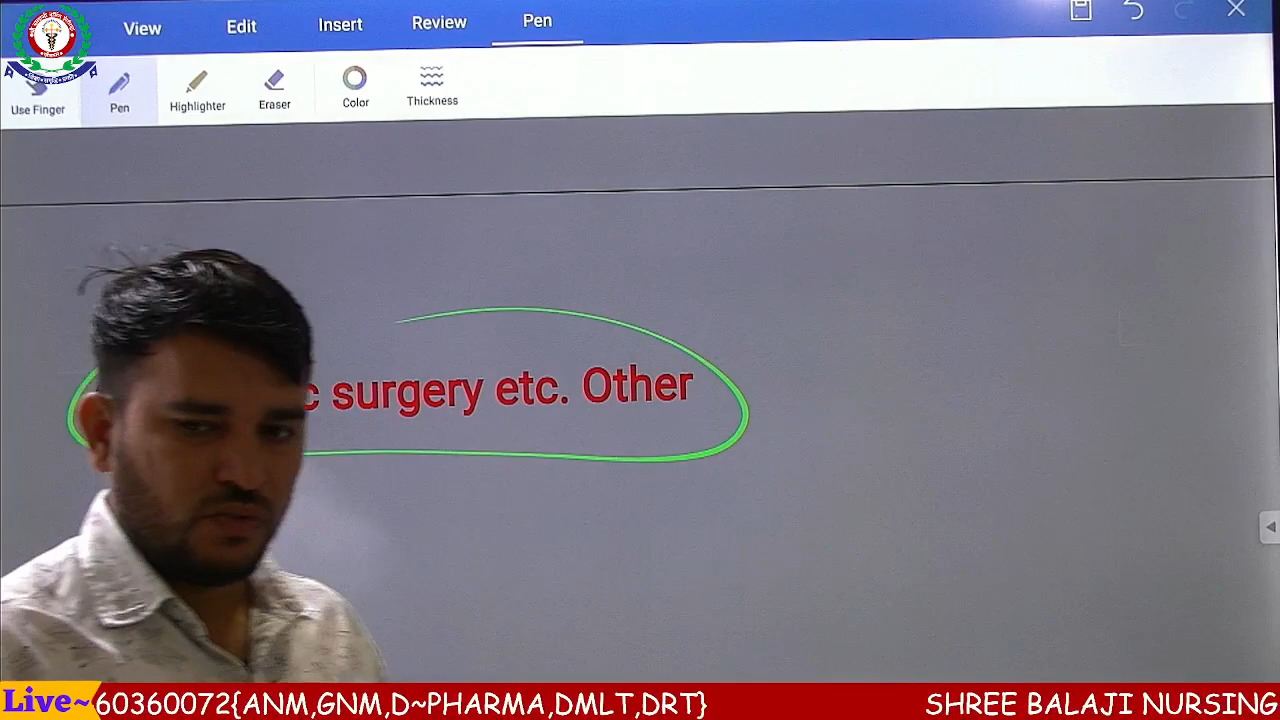 View Edit Insert Review Pen
Use Finger Pen Highlighter Eraser Color Thickness
c surgery etc. Other
Live~ 60360072{ANM,GNM,D~PHARMA,DMLT,DRT} SHREE BALAJI NURSING